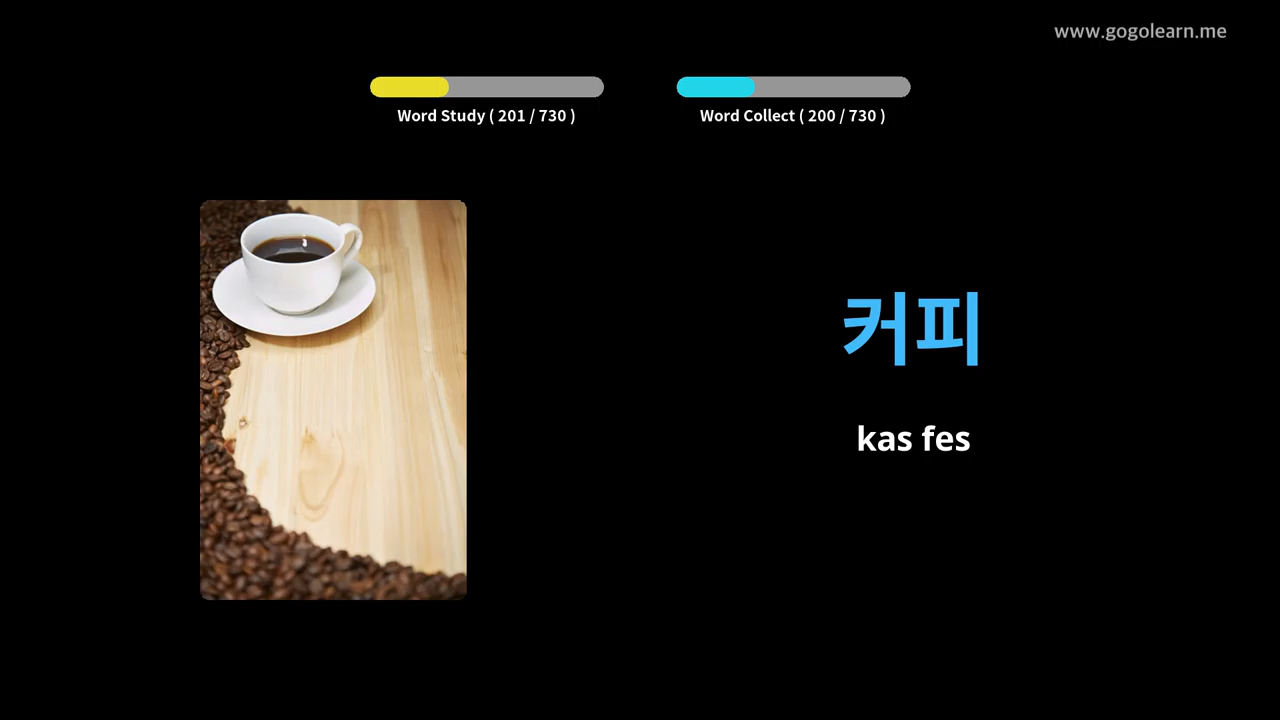 www.gogolearn.me
Word Study ( 201 / 730 )
Word Collect ( 200 / 730 )
커피
kas fes